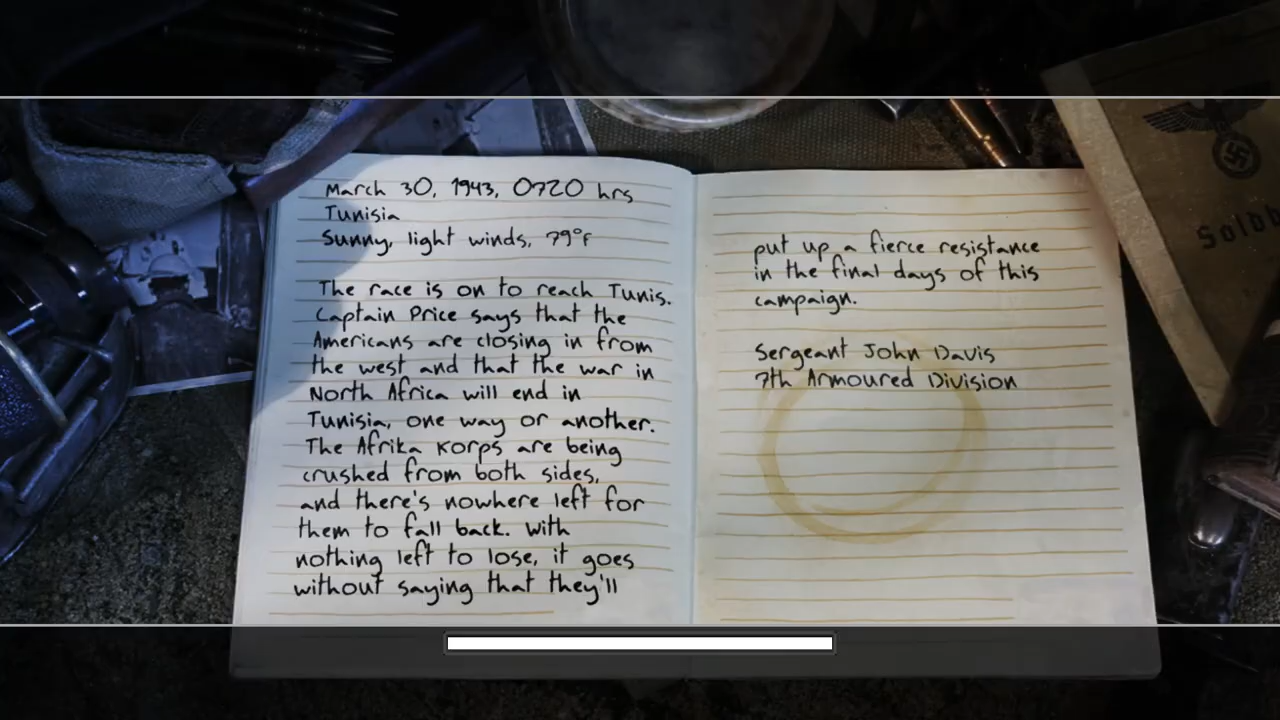 March 30, 1943, 0720 hrs
Tunisia
Sunny, light winds, 79°F
The race is on to reach Tunis.
Captain Price says that the
Americans are closing in from
the west and that the war in
North Africa will end in
Tunisia, one way or another.
The Afrika Korps are being
crushed from both sides,
and there's nowhere left for
them to fall back. With
nothing left to lose, it goes
without saying that they'll
put up a fierce resistance
in the final days of this
campaign.
Sergeant John Davis
7th Armoured Division